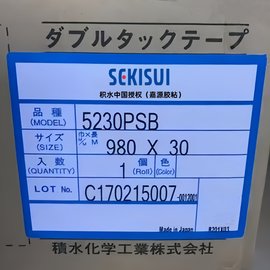 ダブルタックテープ
SEKISUI
积水中国授权（嘉源胶粘）
品種 (MODEL) 5230PSB
サイズ (SIZE) 巾 × 長 m/m M 980 X 30
入数 (QUANTITY) 1 個 (Roll) 色 (Color)
LOT No. C170215007-0012001
Made in Japan
積水化学工業株式会社